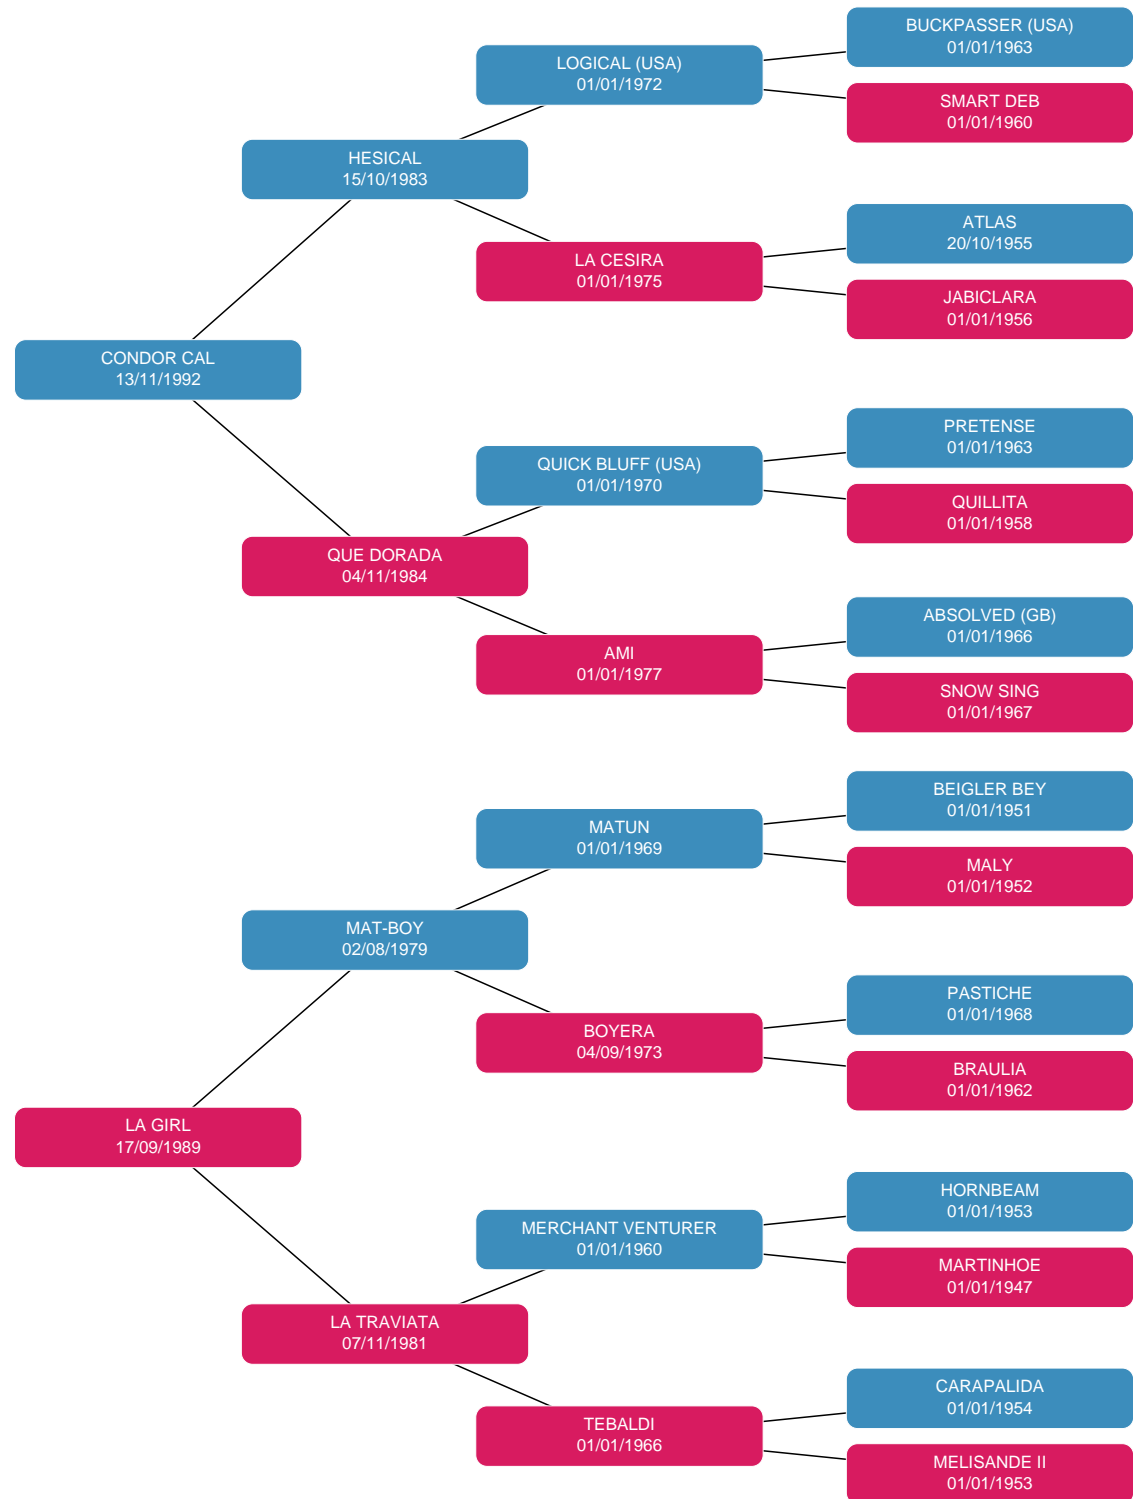 BUCKPASSER (USA)
01/01/1963
LOGICAL (USA)
01/01/1972
SMART DEB
01/01/1960
HESICAL
15/10/1983
ATLAS
20/10/1955
LA CESIRA
01/01/1975
JABICLARA
01/01/1956
CONDOR CAL
13/11/1992
PRETENSE
01/01/1963
QUICK BLUFF (USA)
01/01/1970
QUILLITA
01/01/1958
QUE DORADA
04/11/1984
ABSOLVED (GB)
01/01/1966
AMI
01/01/1977
SNOW SING
01/01/1967
BEIGLER BEY
01/01/1951
MATUN
01/01/1969
MALY
01/01/1952
MAT-BOY
02/08/1979
PASTICHE
01/01/1968
BOYERA
04/09/1973
BRAULIA
01/01/1962
LA GIRL
17/09/1989
HORNBEAM
01/01/1953
MERCHANT VENTURER
01/01/1960
MARTINHOE
01/01/1947
LA TRAVIATA
07/11/1981
CARAPALIDA
01/01/1954
TEBALDI
01/01/1966
MELISANDE II
01/01/1953